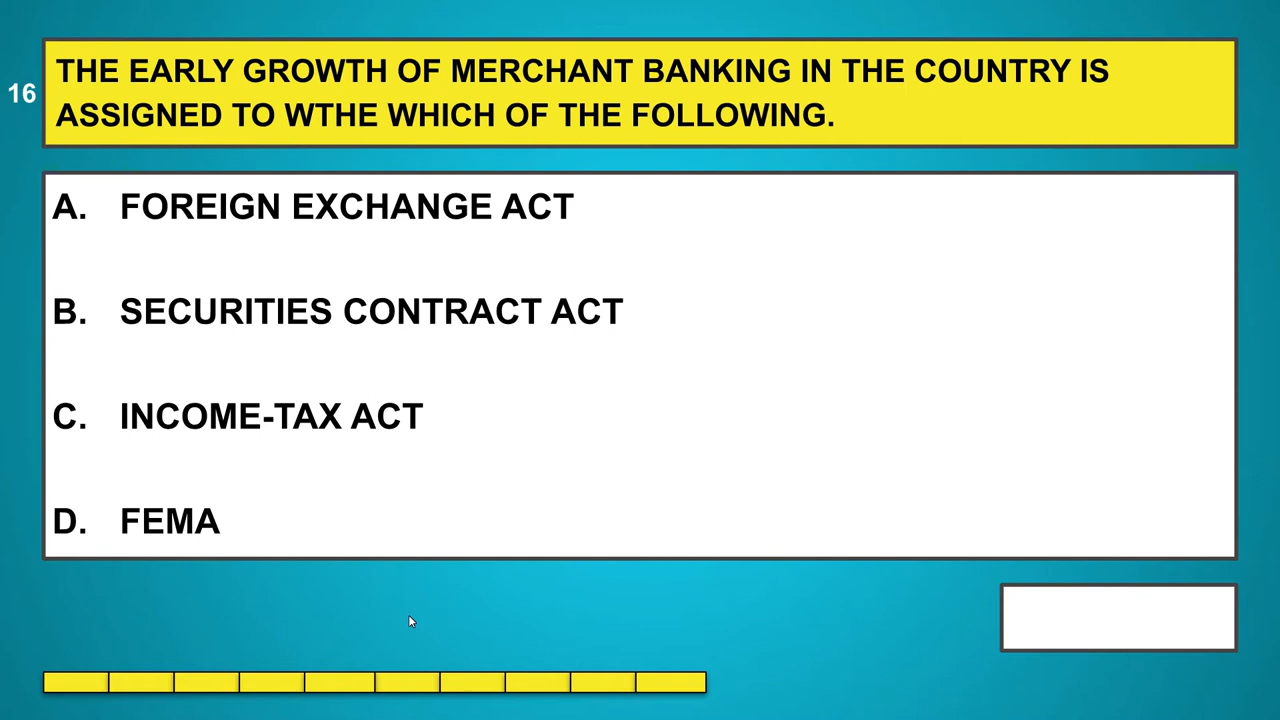 16
THE EARLY GROWTH OF MERCHANT BANKING IN THE COUNTRY IS
ASSIGNED TO WTHE WHICH OF THE FOLLOWING.
A. FOREIGN EXCHANGE ACT
B. SECURITIES CONTRACT ACT
C. INCOME-TAX ACT
D. FEMA